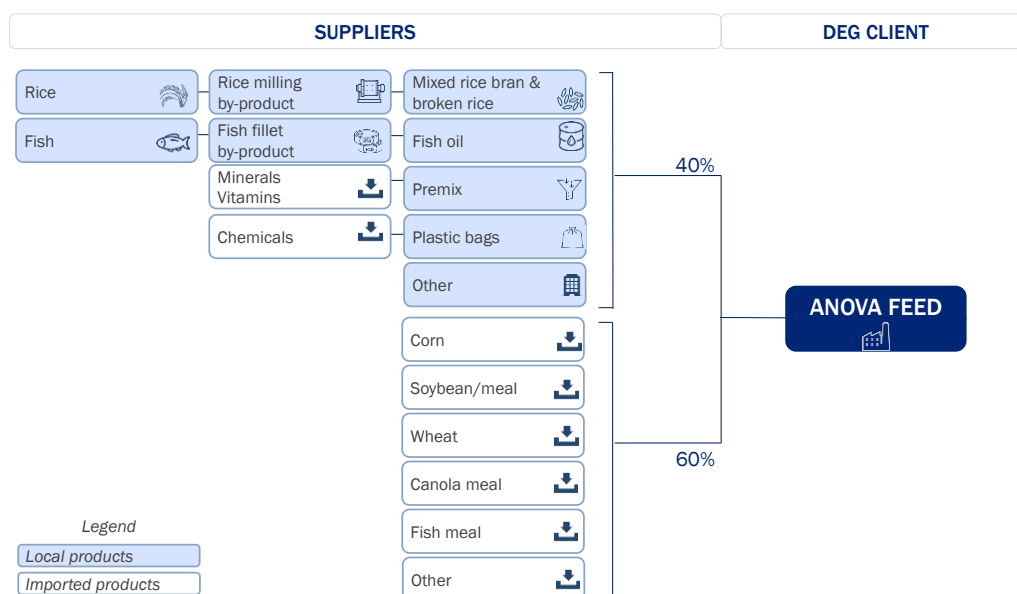 SUPPLIERS
DEG CLIENT
Rice
Rice milling
by-product
Mixed rice bran &
broken rice
Fish
Fish fillet
by-product
Fish oil
Minerals
Vitamins
Premix
Chemicals
Plastic bags
Other
40%
ANOVA FEED
Corn
Soybean/meal
Wheat
60%
Canola meal
Fish meal
Other
Legend
Local products
Imported products